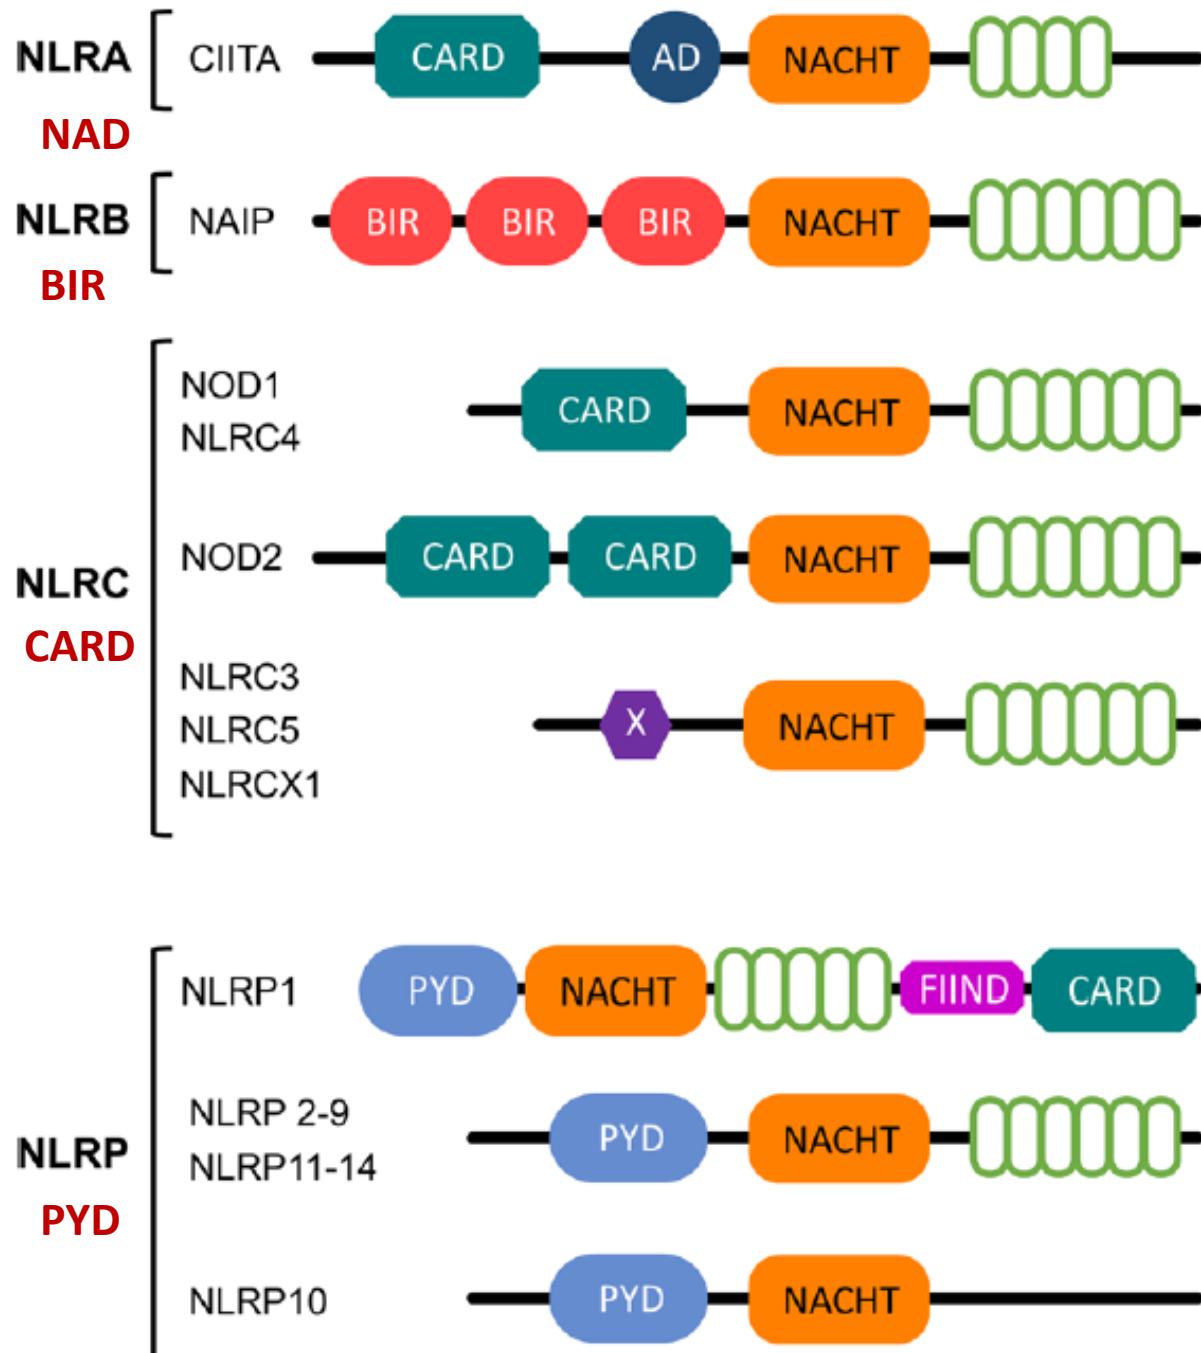 NLRA CIITA CARD AD NACHT
NAD
NLRB NAIP BIR BIR BIR NACHT
BIR
NOD1
NLRC4
CARD NACHT
NOD2 CARD CARD NACHT
NLRC
CARD
NLRC3
NLRC5
NLRCX1
X NACHT
NLRP1 PYD NACHT FIIND CARD
NLRP 2-9
NLRP11-14
PYD NACHT
NLRP
PYD
NLRP10 PYD NACHT